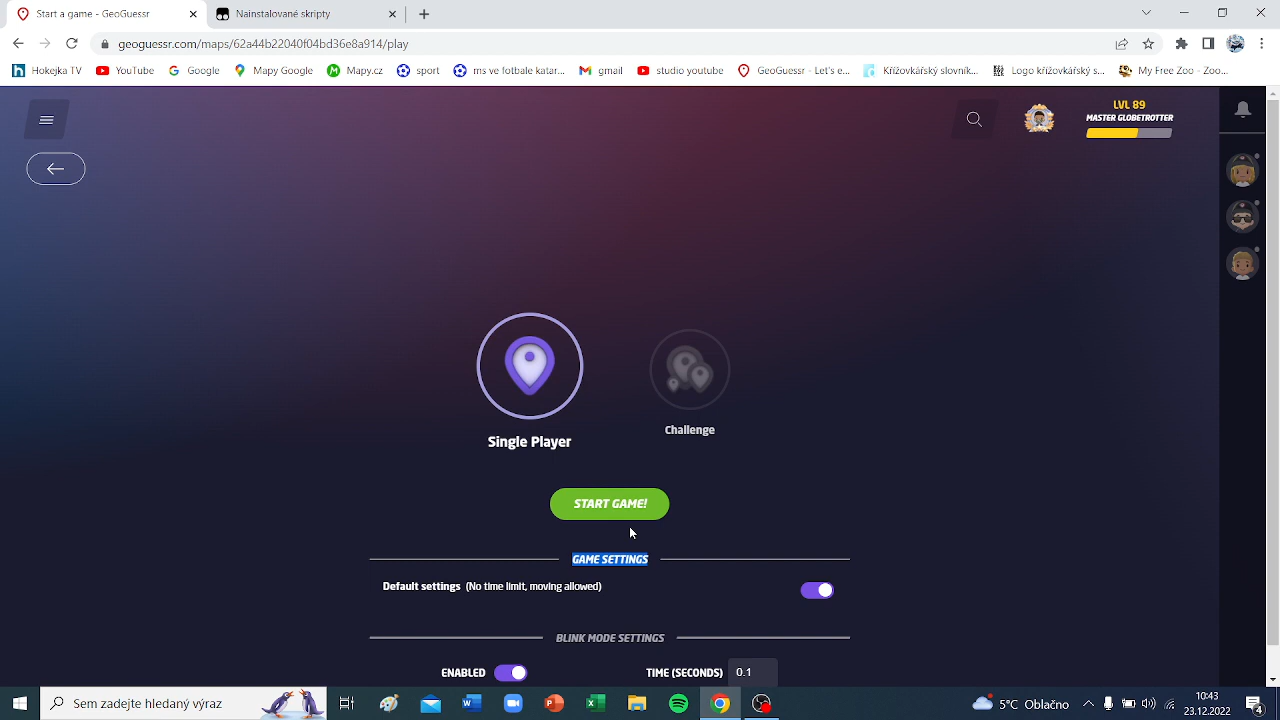 Start a game - GeoGuessr
Nainstalované skripty
geoguessr.com/maps/62a44b22040f04bd36e8a914/play
Hokejka TV
YouTube
Google
Mapy Google
Mapy.cz
sport
ms ve fotbale - star...
gmail
studio youtube
GeoGuessr - Let's e...
Křížovkářský slovník...
Logo křížovkářský s...
My Free Zoo - Zoo...
LVL 89
MASTER GLOBETROTTER
Single Player
Challenge
START GAME!
GAME SETTINGS
Default settings (No time limit, moving allowed)
BLINK MODE SETTINGS
ENABLED
TIME (SECONDS) 0.1
Sem zadejte hledaný výraz
5°C Oblačno
10:43
23.12.2022
4